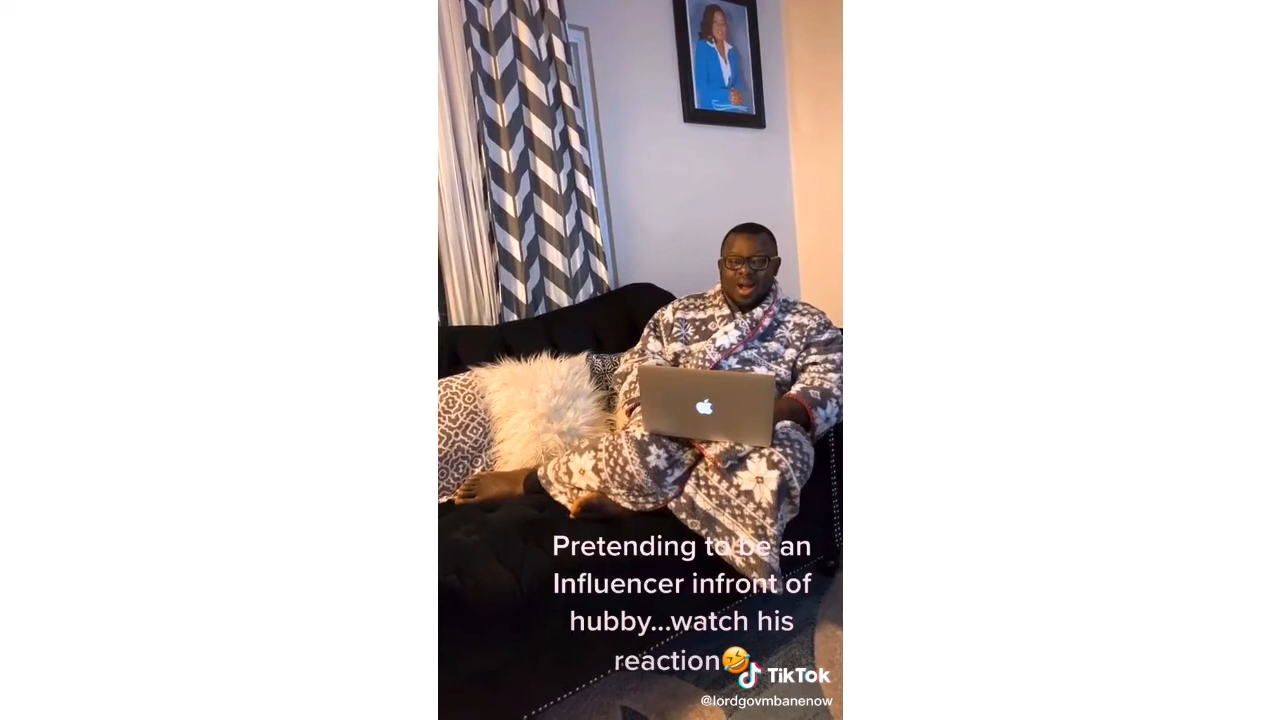 Pretending to be an
Influencer infront of
hubby...watch his
reaction🤣
TikTok
@lordgovmbanenow